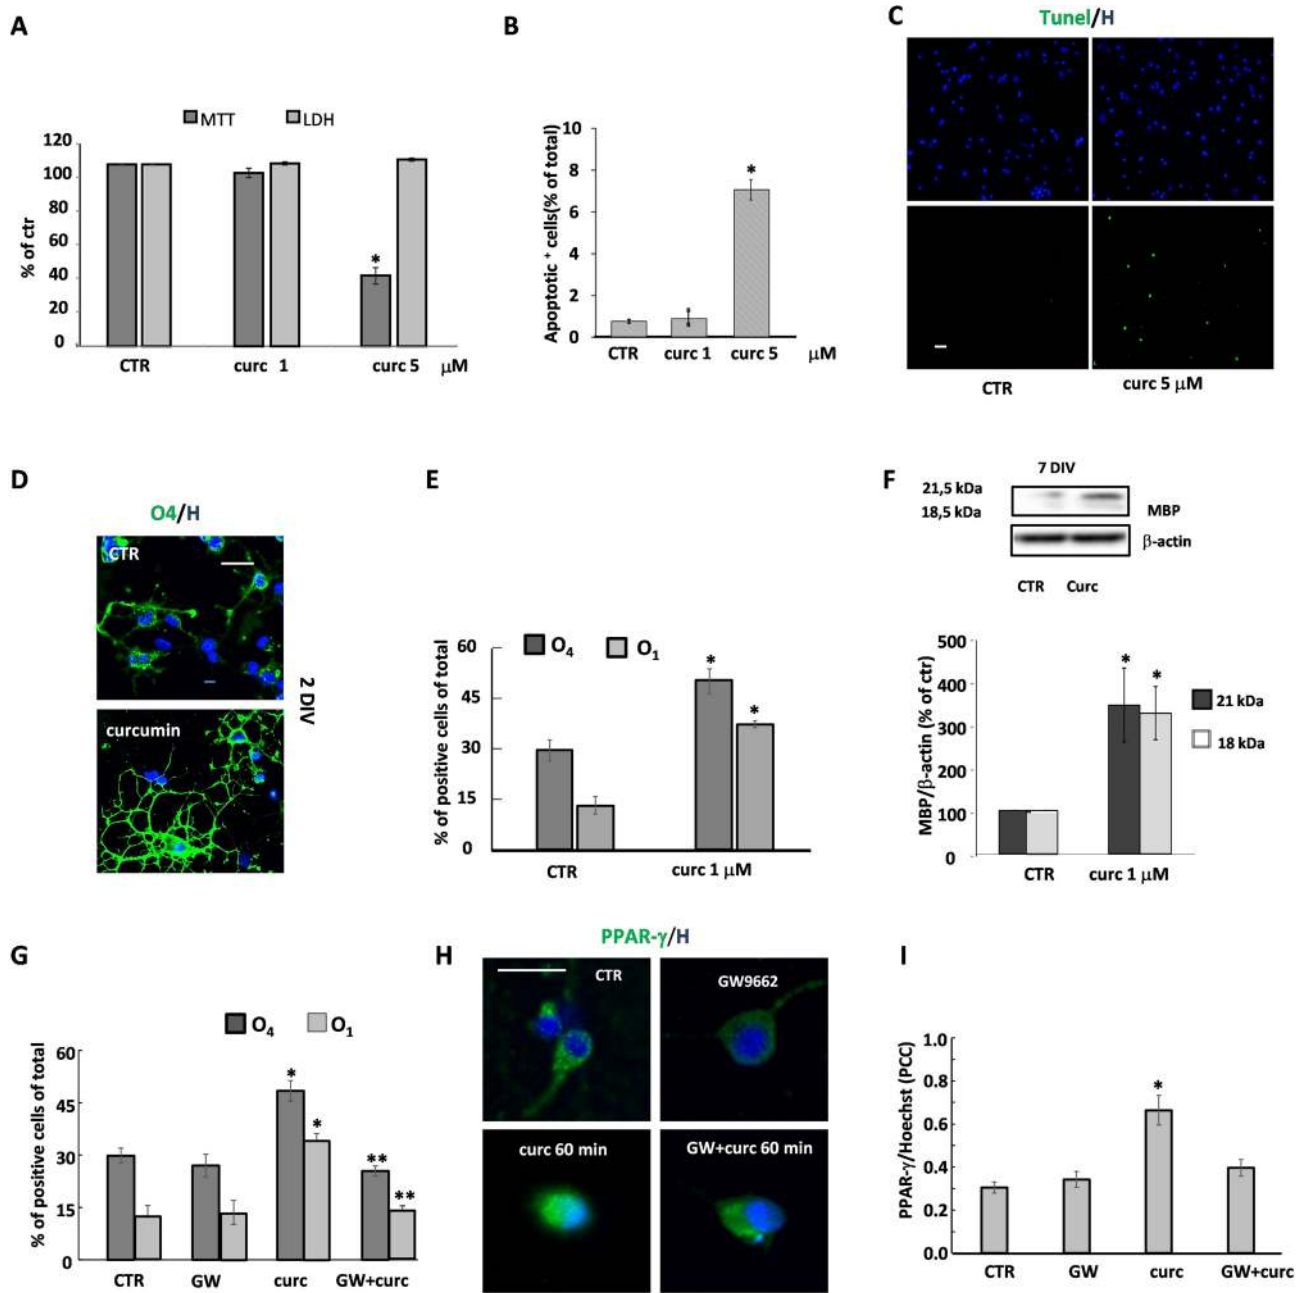 A
MTT LDH
% of ctr
120
100
80
60
40
20
0
*
CTR curc 1 curc 5 μM
B
Apoptotic + cells(% of total)
10
8
6
4
2
0
*
CTR curc 1 curc 5 μM
C
Tunel/H
CTR curc 5 μM
D
O4/H
CTR
curcumin
2 DIV
E
% of positive cells of total
O4 O1
60
45
30
15
0
* *
CTR curc 1 μM
F
7 DIV
21,5 kDa
18,5 kDa
MBP
β-actin
CTR Curc
MBP/β-actin (% of ctr)
500
400
300
200
100
0
* *
21 kDa
18 kDa
CTR curc 1 μM
G
% of positive cells of total
O4 O1
60
45
30
15
0
* * ** **
CTR GW curc GW+curc
H
PPAR-γ/H
CTR
GW9662
curc 60 min
GW+curc 60 min
I
PPAR-γ/Hoechst (PCC)
1.0
0.8
0.6
0.4
0.2
0.0
*
CTR GW curc GW+curc